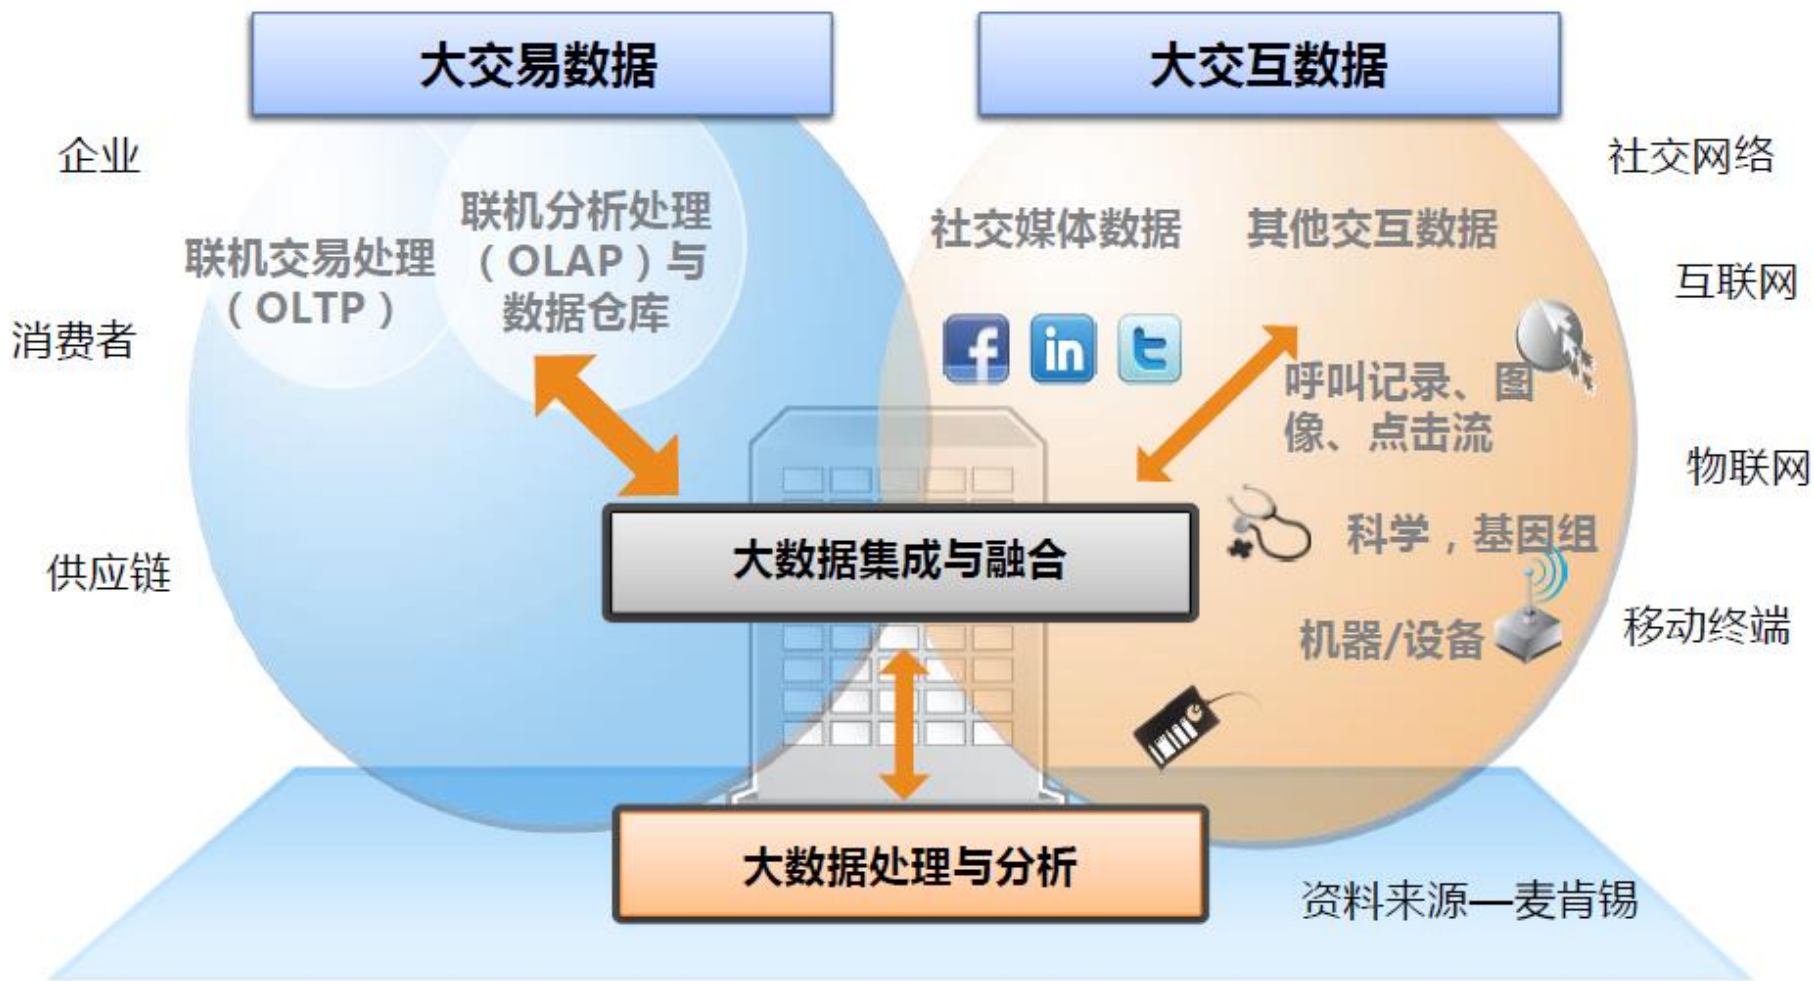 大交易数据
大交互数据
企业
消费者
供应链
联机交易处理
（OLTP）
联机分析处理
（OLAP）与
数据仓库
社交媒体数据
其他交互数据
f
in
t
呼叫记录、图
像、点击流
科学，基因组
机器/设备
社交网络
互联网
物联网
移动终端
大数据集成与融合
大数据处理与分析
资料来源—麦肯锡